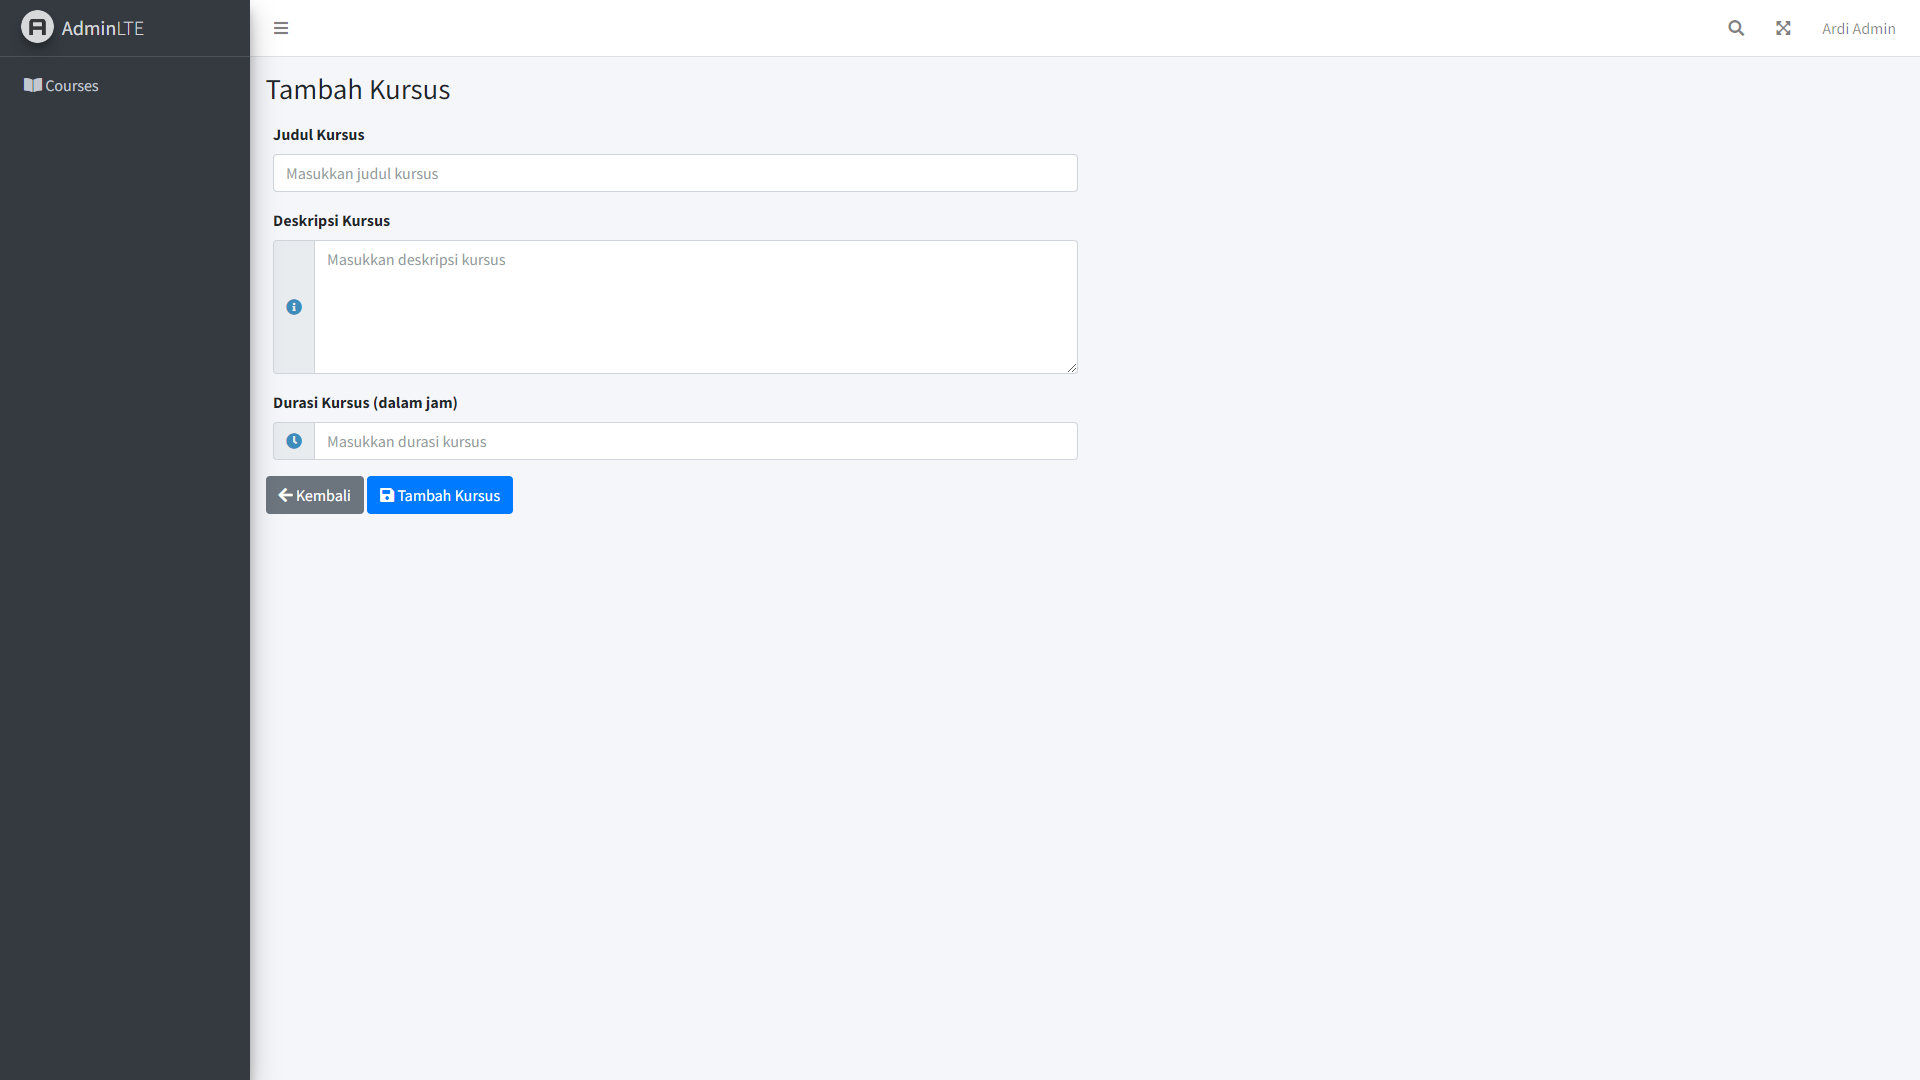 AdminLTE
Ardi Admin
Courses
Tambah Kursus
Judul Kursus
Masukkan judul kursus
Deskripsi Kursus
Masukkan deskripsi kursus
Durasi Kursus (dalam jam)
Masukkan durasi kursus
Kembali Tambah Kursus